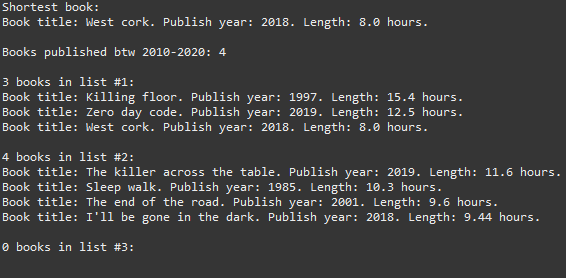 Shortest book:
Book title: West cork. Publish year: 2018. Length: 8.0 hours.
Books published btw 2010-2020: 4
3 books in list #1:
Book title: Killing floor. Publish year: 1997. Length: 15.4 hours.
Book title: Zero day code. Publish year: 2019. Length: 12.5 hours.
Book title: West cork. Publish year: 2018. Length: 8.0 hours.
4 books in list #2:
Book title: The killer across the table. Publish year: 2019. Length: 11.6 hours.
Book title: Sleep walk. Publish year: 1985. Length: 10.3 hours.
Book title: The end of the road. Publish year: 2001. Length: 9.6 hours.
Book title: I'll be gone in the dark. Publish year: 2018. Length: 9.44 hours.
0 books in list #3: